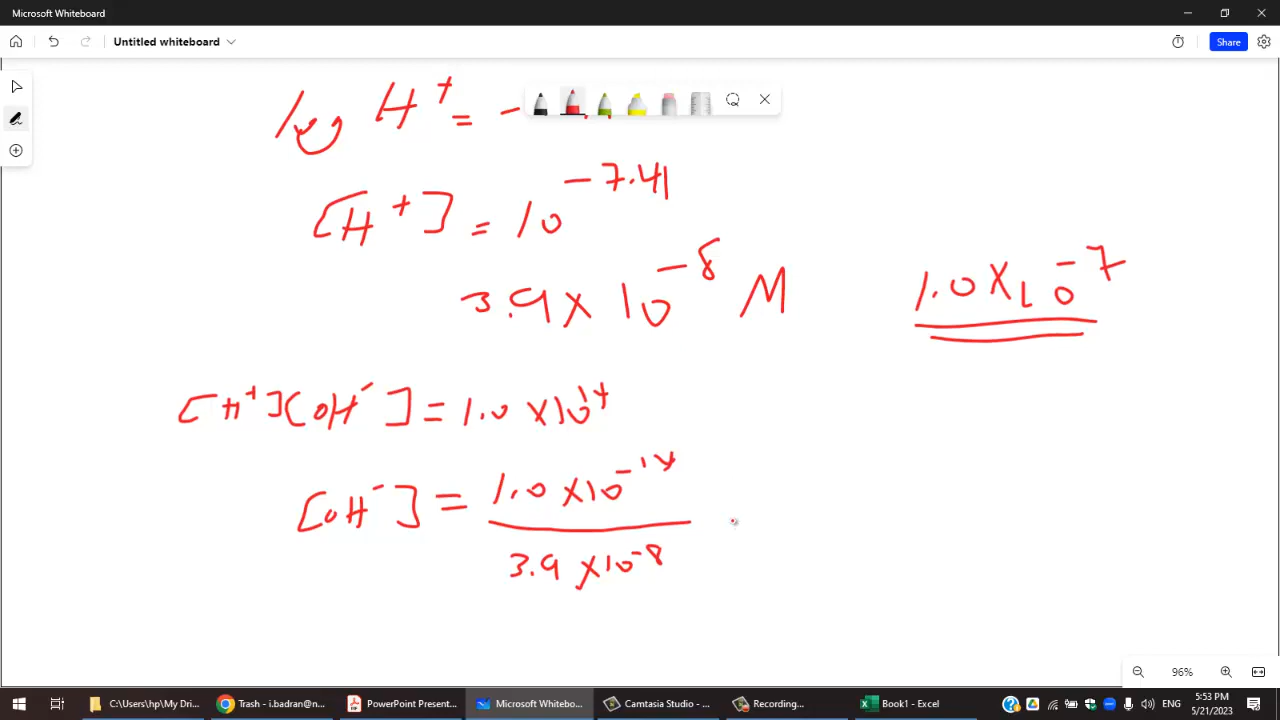 Microsoft Whiteboard
Untitled whiteboard
Share
log H⁺ = -
[H⁺] = 10⁻⁷·⁴¹
3.9 × 10⁻⁸ M
1.0 × 10⁻⁷
[H⁺][OH⁻] = 1.0 × 10¹⁴
[OH⁻] = 1.0 × 10⁻¹⁴
3.9 × 10⁻⁸
96%
C:\Users\hp\My Dri...
Trash - i.badran@n...
PowerPoint Present...
Microsoft Whitebo...
Camtasia Studio - ...
Recording...
Book1 - Excel
ENG
5:53 PM
5/21/2023